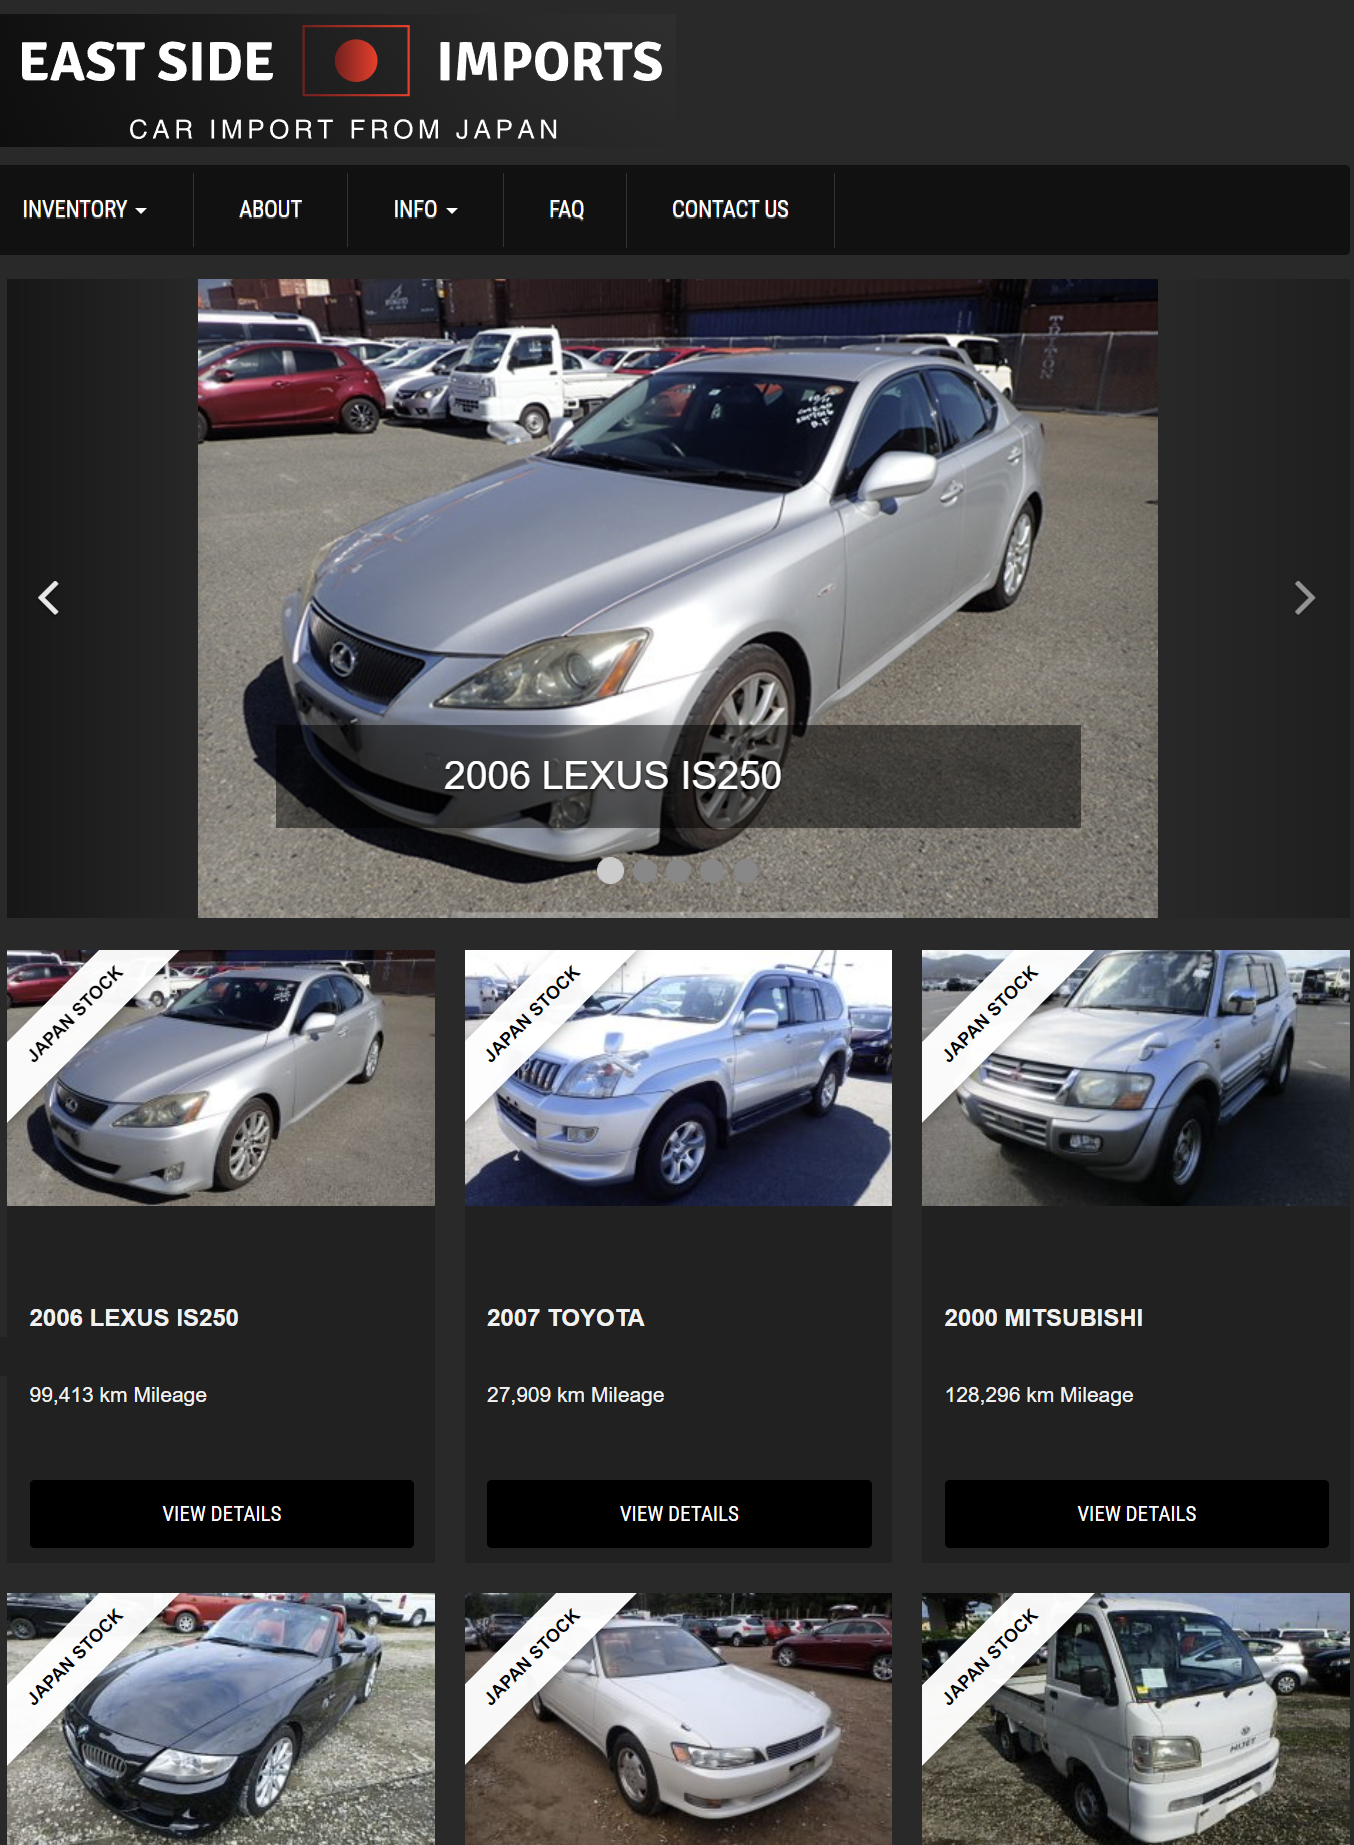 EAST SIDE IMPORTS
CAR IMPORT FROM JAPAN
INVENTORY
ABOUT
INFO
FAQ
CONTACT US
2006 LEXUS IS250
JAPAN STOCK
JAPAN STOCK
JAPAN STOCK
2006 LEXUS IS250
2007 TOYOTA
2000 MITSUBISHI
99,413 km Mileage
27,909 km Mileage
128,296 km Mileage
VIEW DETAILS
VIEW DETAILS
VIEW DETAILS
JAPAN STOCK
JAPAN STOCK
JAPAN STOCK
HIJET